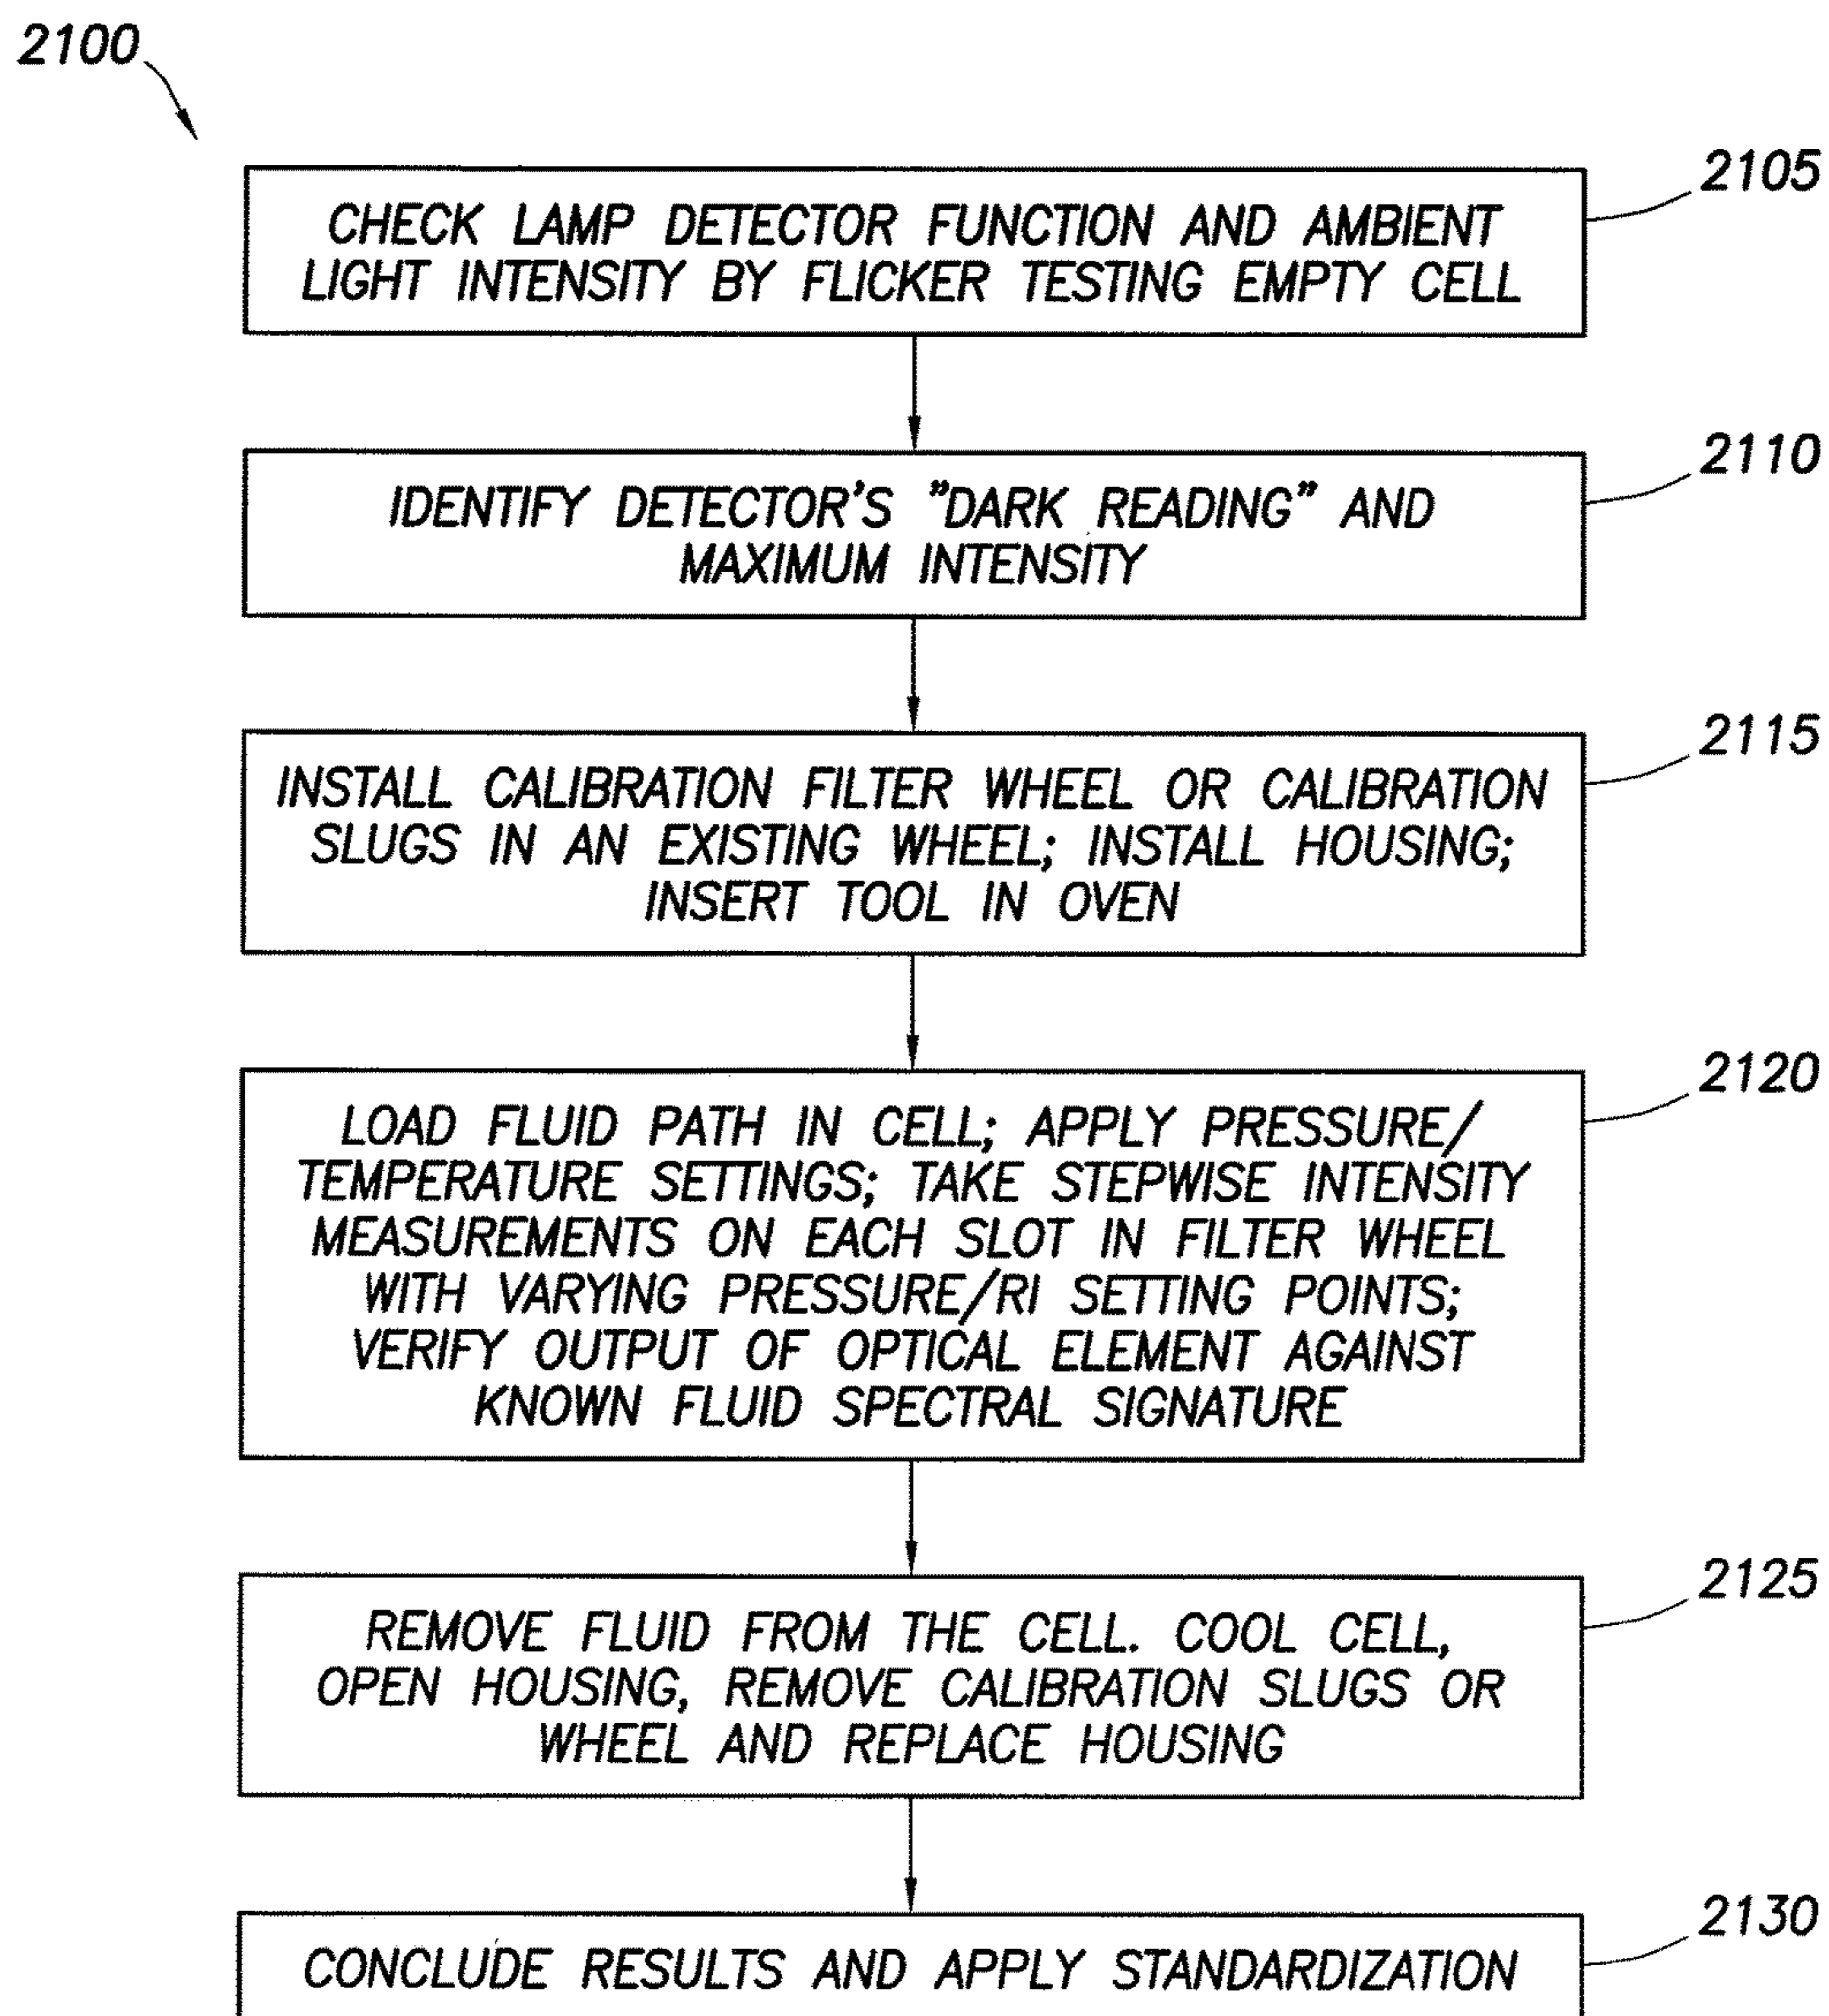 2100
2105
CHECK LAMP DETECTOR FUNCTION AND AMBIENT
LIGHT INTENSITY BY FLICKER TESTING EMPTY CELL
2110
IDENTIFY DETECTOR'S "DARK READING" AND
MAXIMUM INTENSITY
2115
INSTALL CALIBRATION FILTER WHEEL OR CALIBRATION
SLUGS IN AN EXISTING WHEEL; INSTALL HOUSING;
INSERT TOOL IN OVEN
2120
LOAD FLUID PATH IN CELL; APPLY PRESSURE/
TEMPERATURE SETTINGS; TAKE STEPWISE INTENSITY
MEASUREMENTS ON EACH SLOT IN FILTER WHEEL
WITH VARYING PRESSURE/RI SETTING POINTS;
VERIFY OUTPUT OF OPTICAL ELEMENT AGAINST
KNOWN FLUID SPECTRAL SIGNATURE
2125
REMOVE FLUID FROM THE CELL. COOL CELL,
OPEN HOUSING, REMOVE CALIBRATION SLUGS OR
WHEEL AND REPLACE HOUSING
2130
CONCLUDE RESULTS AND APPLY STANDARDIZATION